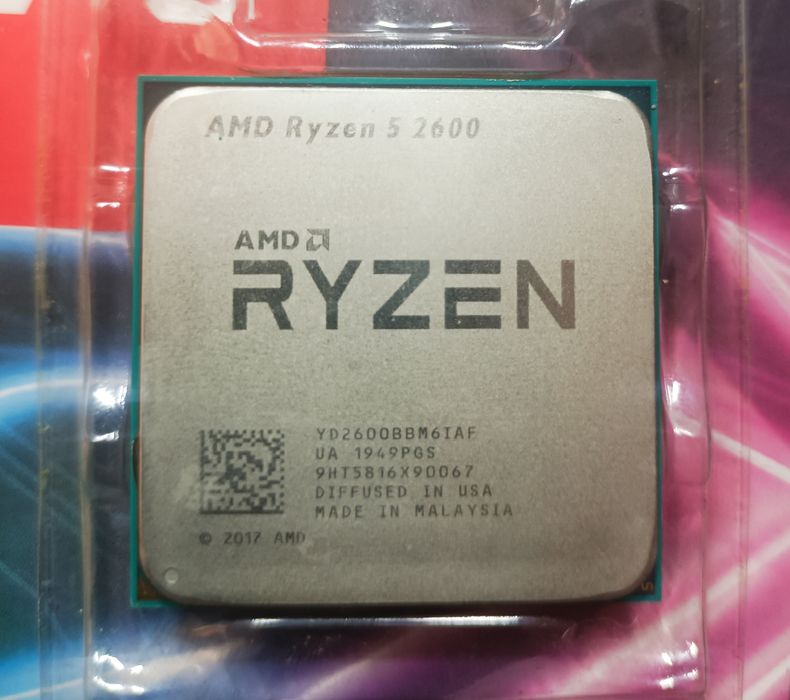 AMD Ryzen 5 2600
AMD
RYZEN
YD2600BBM6IAF
UA 1949PGS
9HT5816X90067
DIFFUSED IN USA
MADE IN MALAYSIA
© 2017 AMD